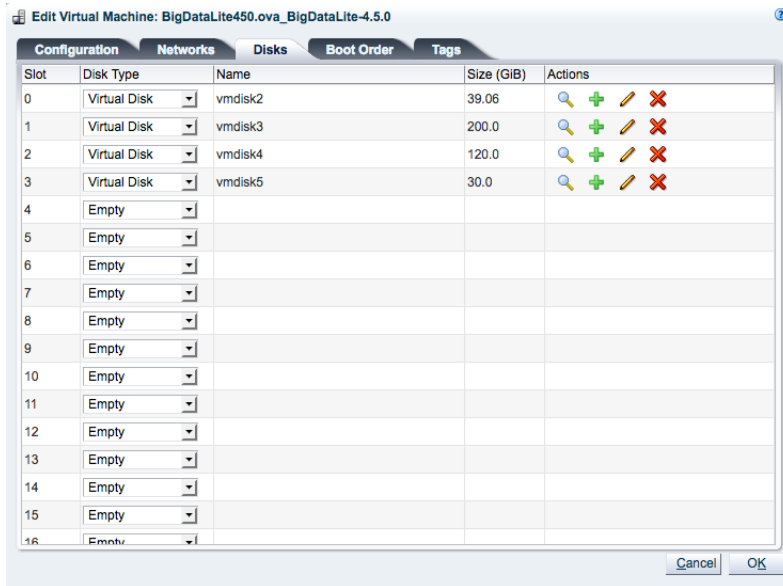 Edit Virtual Machine: BigDataLite450.ova_BigDataLite-4.5.0
Configuration Networks Disks Boot Order Tags
Slot Disk Type Name Size (GiB) Actions
0 Virtual Disk vmdisk2 39.06
1 Virtual Disk vmdisk3 200.0
2 Virtual Disk vmdisk4 120.0
3 Virtual Disk vmdisk5 30.0
4 Empty
5 Empty
6 Empty
7 Empty
8 Empty
9 Empty
10 Empty
11 Empty
12 Empty
13 Empty
14 Empty
15 Empty
16 Empty
Cancel OK